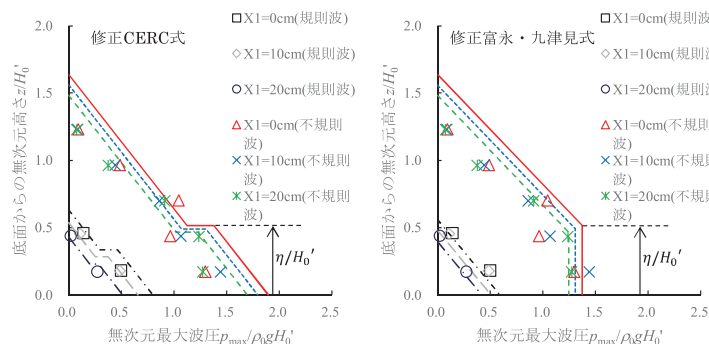 修正CERC式
底面からの無次元高さz/H₀'
2.0
1.5
1.0
0.5
0.0
0.0 0.5 1.0 1.5 2.0 2.5
無次元最大波圧pmax/ρ₀gH₀'
X1=0cm(規則波)
X1=10cm(規則波)
X1=20cm(規則波)
X1=0cm(不規則
波)
X1=10cm(不規則
波)
X1=20cm(不規則
波)
η/H₀'
修正富永・九津見式
底面からの無次元高さz/H₀'
2.0
1.5
1.0
0.5
0.0
0.0 0.5 1.0 1.5 2.0 2.5
無次元最大波圧pmax/ρ₀gH₀'
X1=0cm(規則波
X1=10cm(規則波
X1=20cm(規則波
X1=0cm(不規則
波)
X1=10cm(不規則
波)
X1=20cm(不規則
波)
η/H₀'